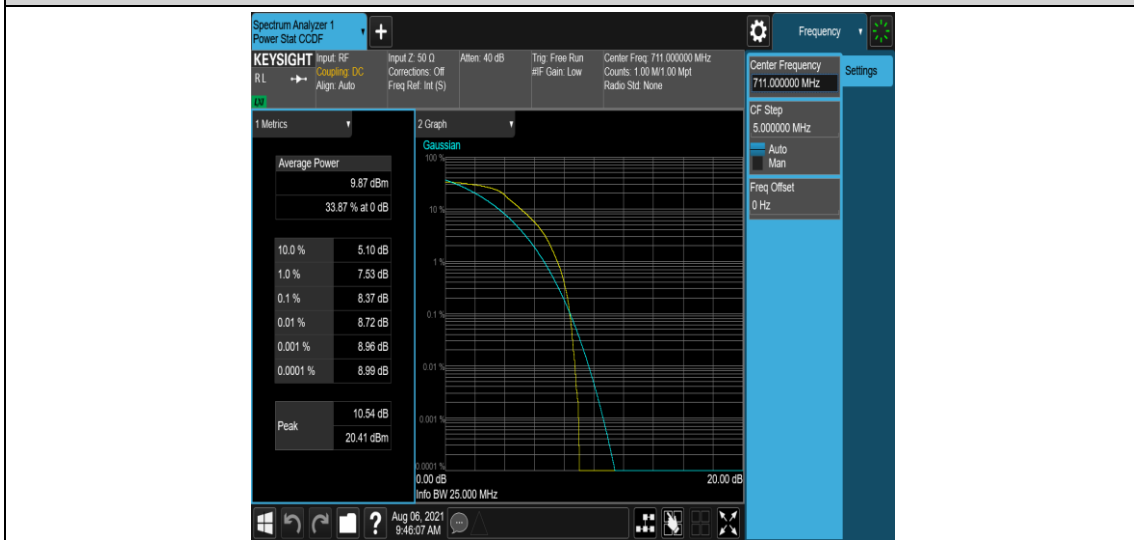 Spectrum Analyzer 1
Power Stat CCDF
+
Frequency
KEYSIGHT
RL
LXI
Input: RF
Coupling: DC
Align: Auto
Input Z: 50 Ω
Corrections: Off
Freq Ref: Int (S)
Atten: 40 dB
Trig: Free Run
#IF Gain: Low
Center Freq: 711.000000 MHz
Counts: 1.00 M/1.00 Mpt
Radio Std: None
Center Frequency
711.000000 MHz
Settings
CF Step
5.000000 MHz
Auto
Man
Freq Offset
0 Hz
1 Metrics
Average Power
9.87 dBm
33.87 % at 0 dB
10.0 % 5.10 dB
1.0 % 7.53 dB
0.1 % 8.37 dB
0.01 % 8.72 dB
0.001 % 8.96 dB
0.0001 % 8.99 dB
Peak
10.54 dB
20.41 dBm
2 Graph
Gaussian
100 %
10 %
1 %
0.1 %
0.01 %
0.001 %
0.0001 %
0.00 dB 20.00 dB
Info BW 25.000 MHz
?
Aug 06, 2021
9:46:07 AM